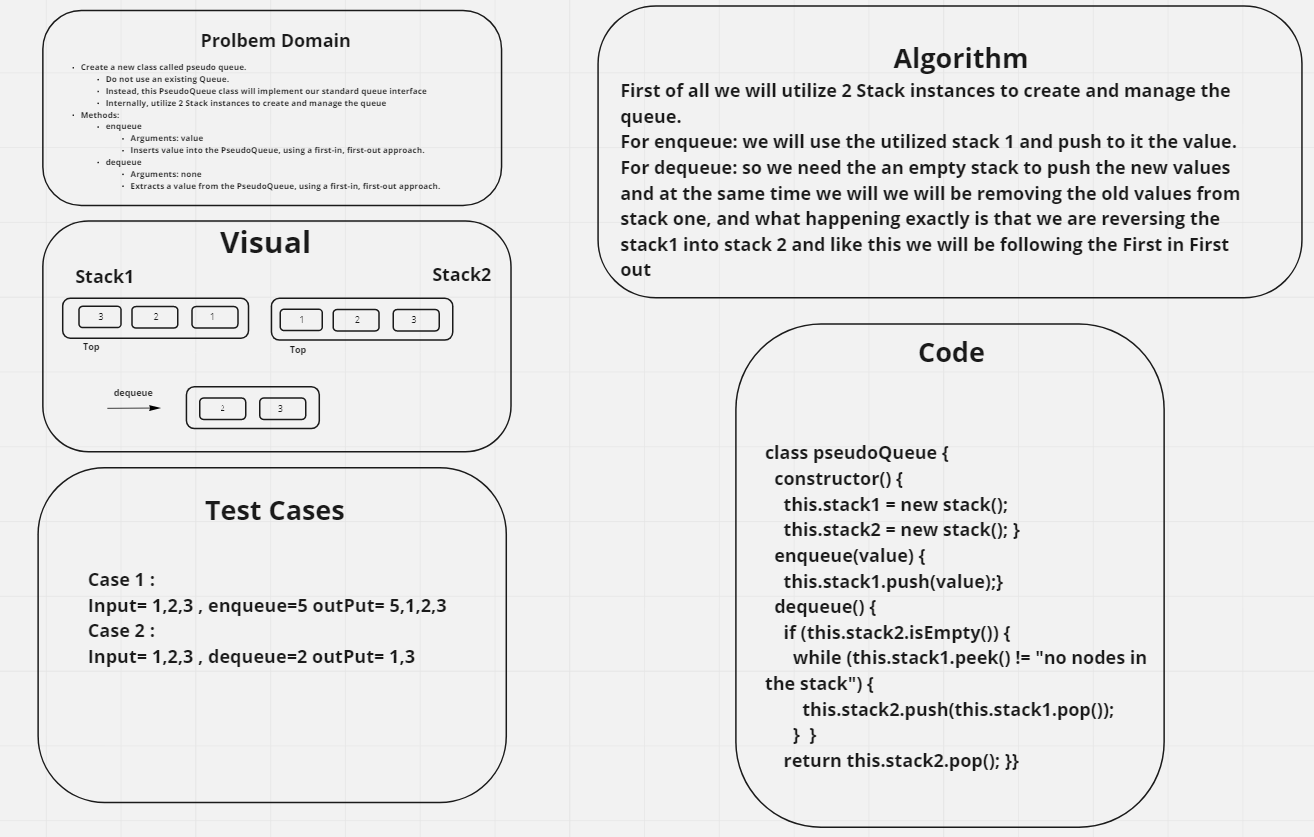 Prolbem Domain
· Create a new class called pseudo queue.
· Do not use an existing Queue.
· Instead, this PseudoQueue class will implement our standard queue interface
· Internally, utilize 2 Stack instances to create and manage the queue
· Methods:
· enqueue
· Arguments: value
· Inserts value into the PseudoQueue, using a first-in, first-out approach.
· dequeue
· Arguments: none
· Extracts a value from the PseudoQueue, using a first-in, first-out approach.
Visual
Stack1
Stack2
3 2 1
1 2 3
Top
Top
dequeue
2 3
Test Cases
Case 1 :
Input= 1,2,3 , enqueue=5 outPut= 5,1,2,3
Case 2 :
Input= 1,2,3 , dequeue=2 outPut= 1,3
Algorithm
First of all we will utilize 2 Stack instances to create and manage the
queue.
For enqueue: we will use the utilized stack 1 and push to it the value.
For dequeue: so we need the an empty stack to push the new values
and at the same time we will we will be removing the old values from
stack one, and what happening exactly is that we are reversing the
stack1 into stack 2 and like this we will be following the First in First
out
Code
class pseudoQueue {
constructor() {
this.stack1 = new stack();
this.stack2 = new stack(); }
enqueue(value) {
this.stack1.push(value);}
dequeue() {
if (this.stack2.isEmpty()) {
while (this.stack1.peek() != "no nodes in
the stack") {
this.stack2.push(this.stack1.pop());
} }
return this.stack2.pop(); }}